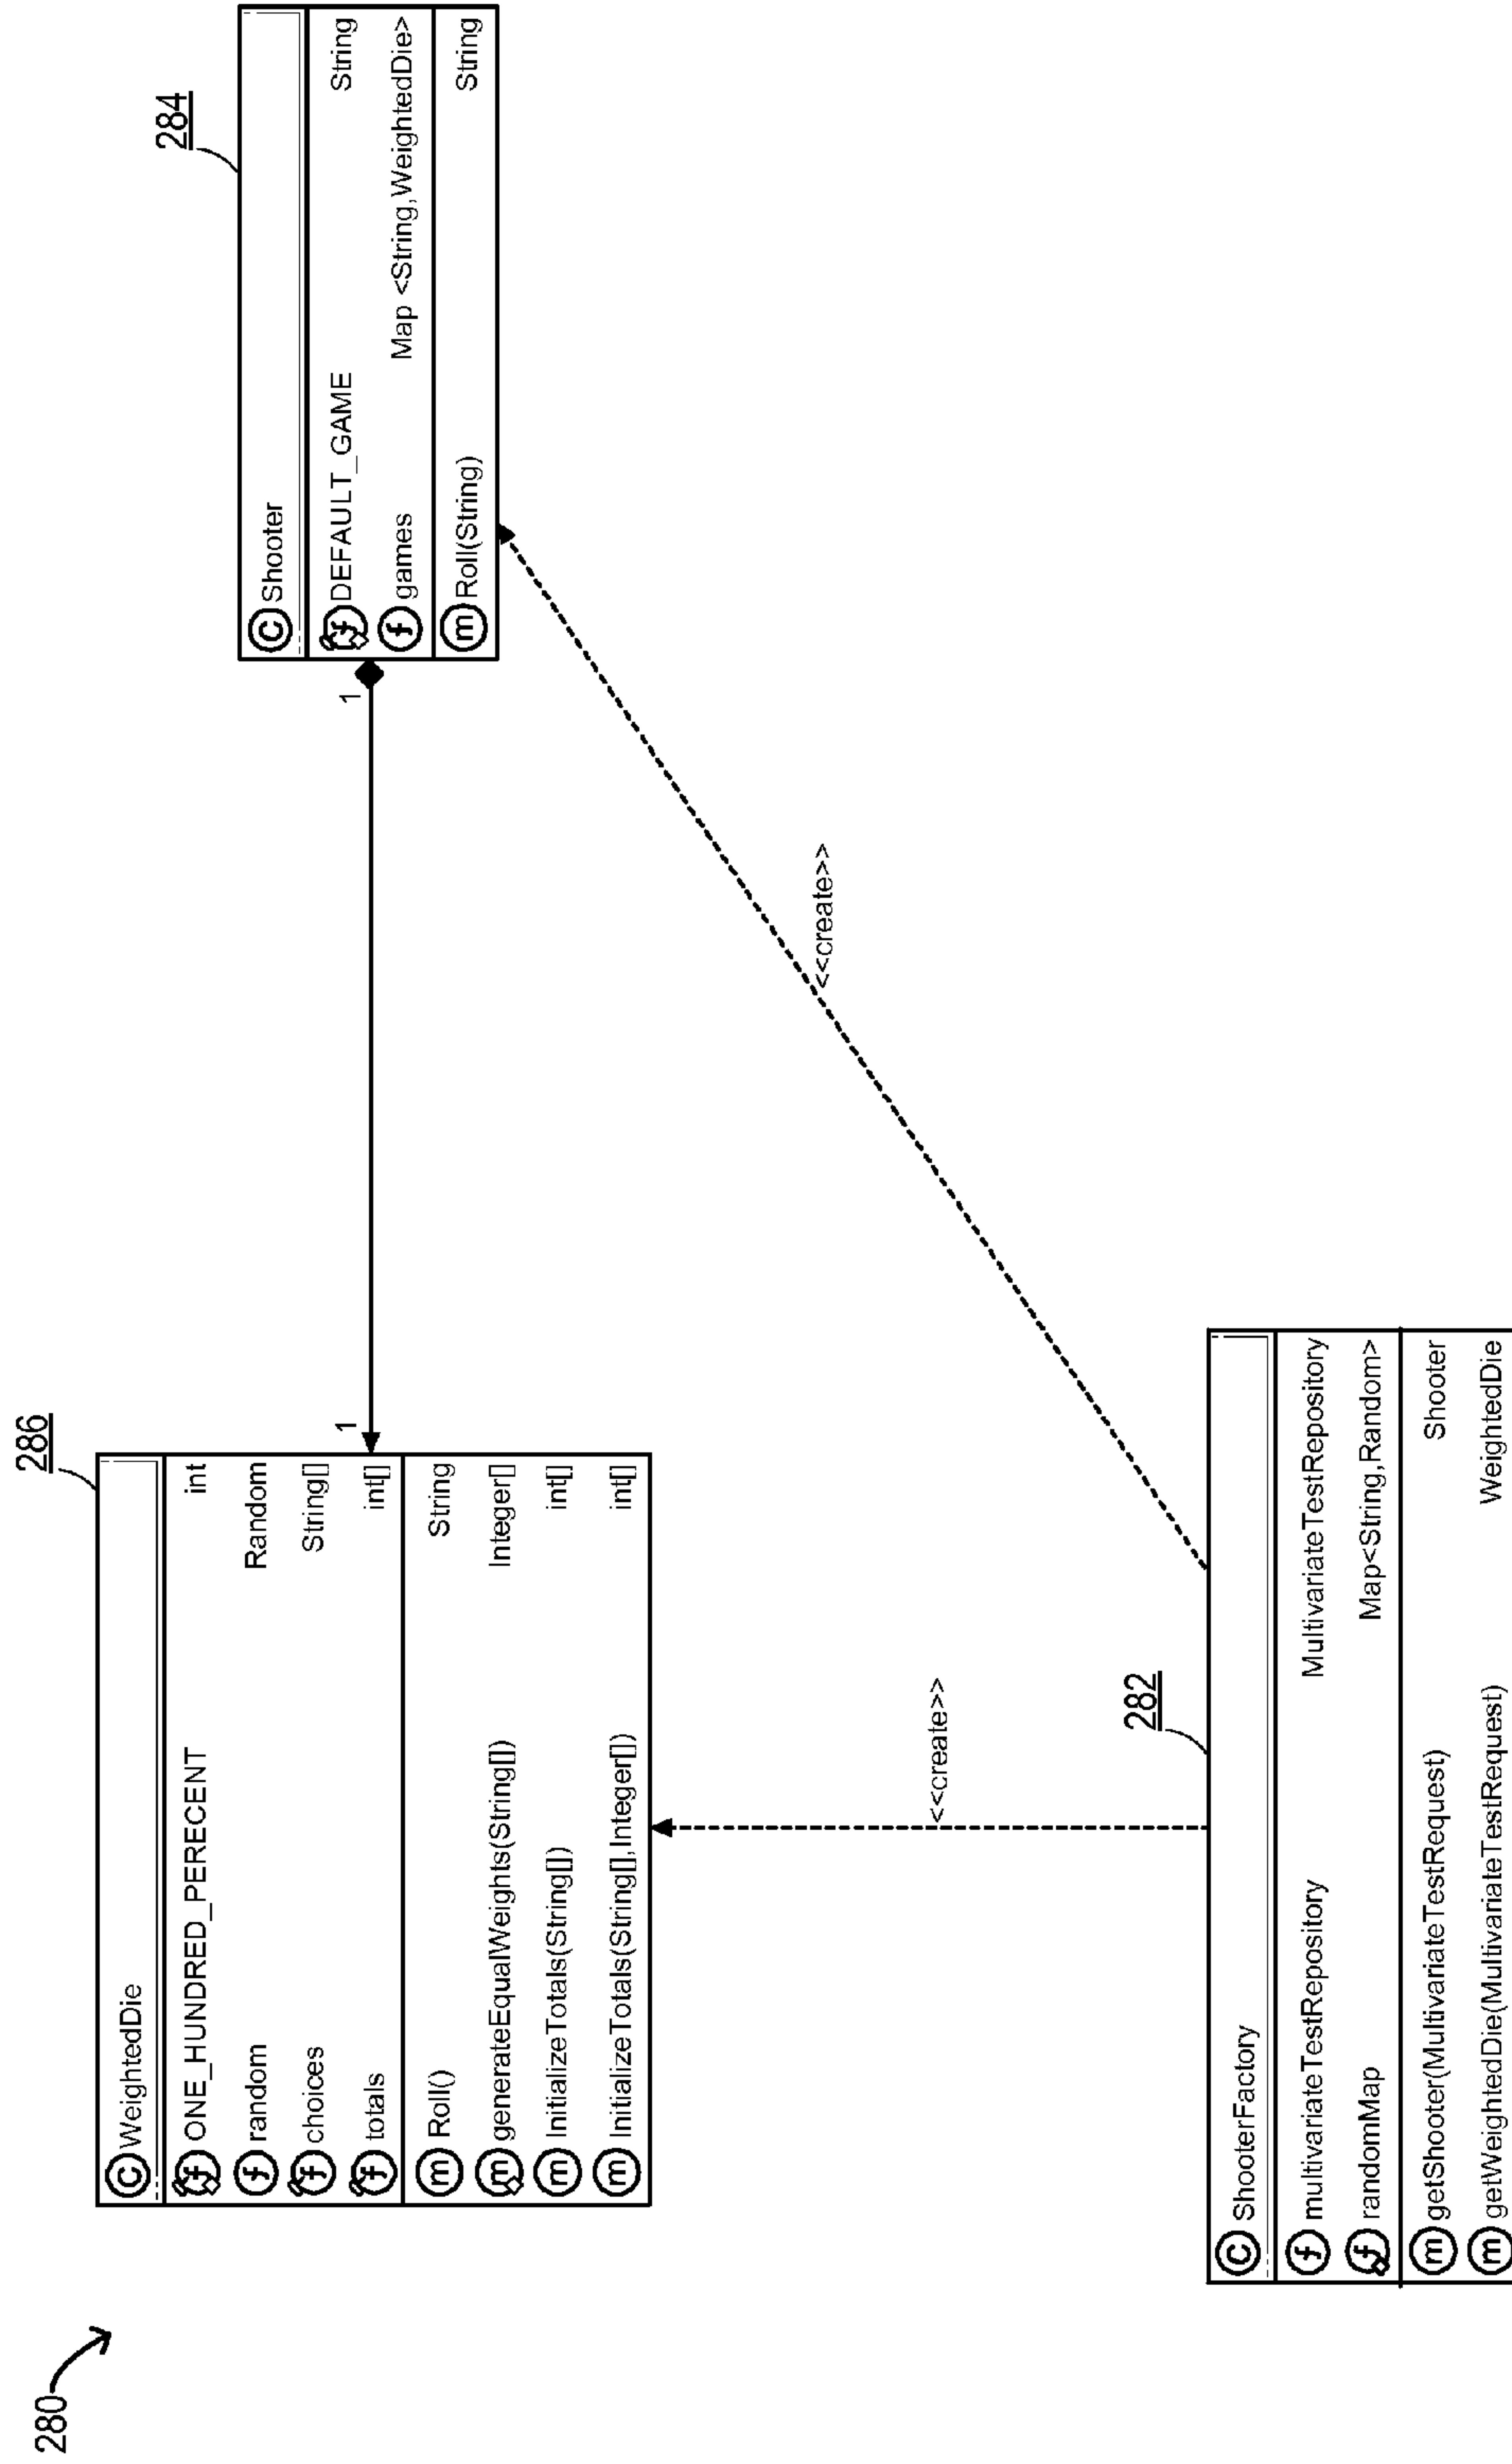 280
286
© WeightedDie
f ONE_HUNDRED_PERECENT int
f random Random
f choices String[]
f totals int[]
m Roll() String
m generateEqualWeights(String[]) Integer[]
m InitializeTotals(String[]) int[]
m InitializeTotals(String[],Integer[]) int[]
1
1
284
© Shooter
f DEFAULT_GAME String
f games Map <String,WeightedDie>
m Roll(String) String
<<create>>
<<create>>
282
© ShooterFactory
f multivariateTestRepository MultivariateTestRepository
f randomMap Map<String,Random>
m getShooter(MultivariateTestRequest) Shooter
m getWeightedDie(MultivariateTestRequest) WeightedDie